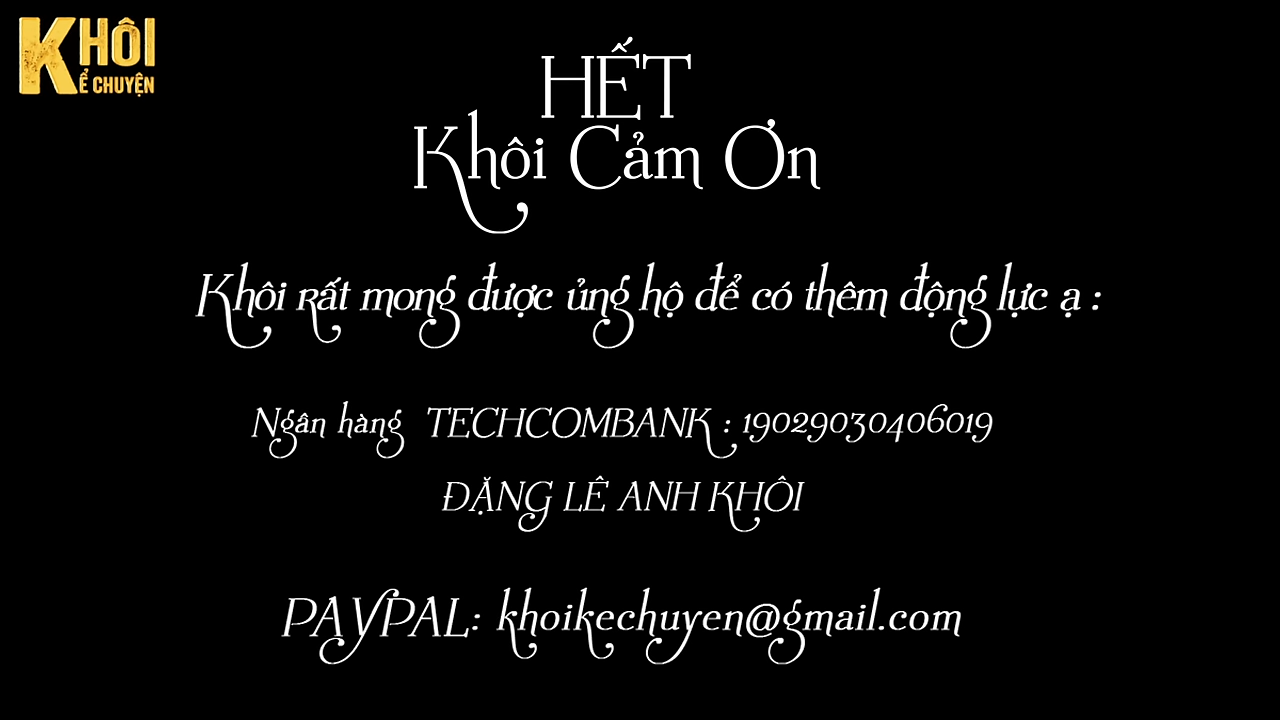 KHÔI
Ể CHUYỆN
HẾT
Khôi Cảm Ơn
Khôi rất mong được ủng hộ để có thêm động lực ạ :
Ngân hàng TECHCOMBANK : 19029030406019
ĐẶNG LÊ ANH KHÔI
PAYPAL: khoikechuyen@gmail.com